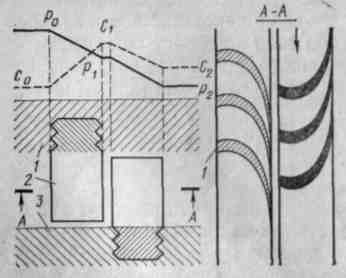 p₀ C₁ A-A
p₁ C₂
C₀ p₂
1
2
3
A A
1